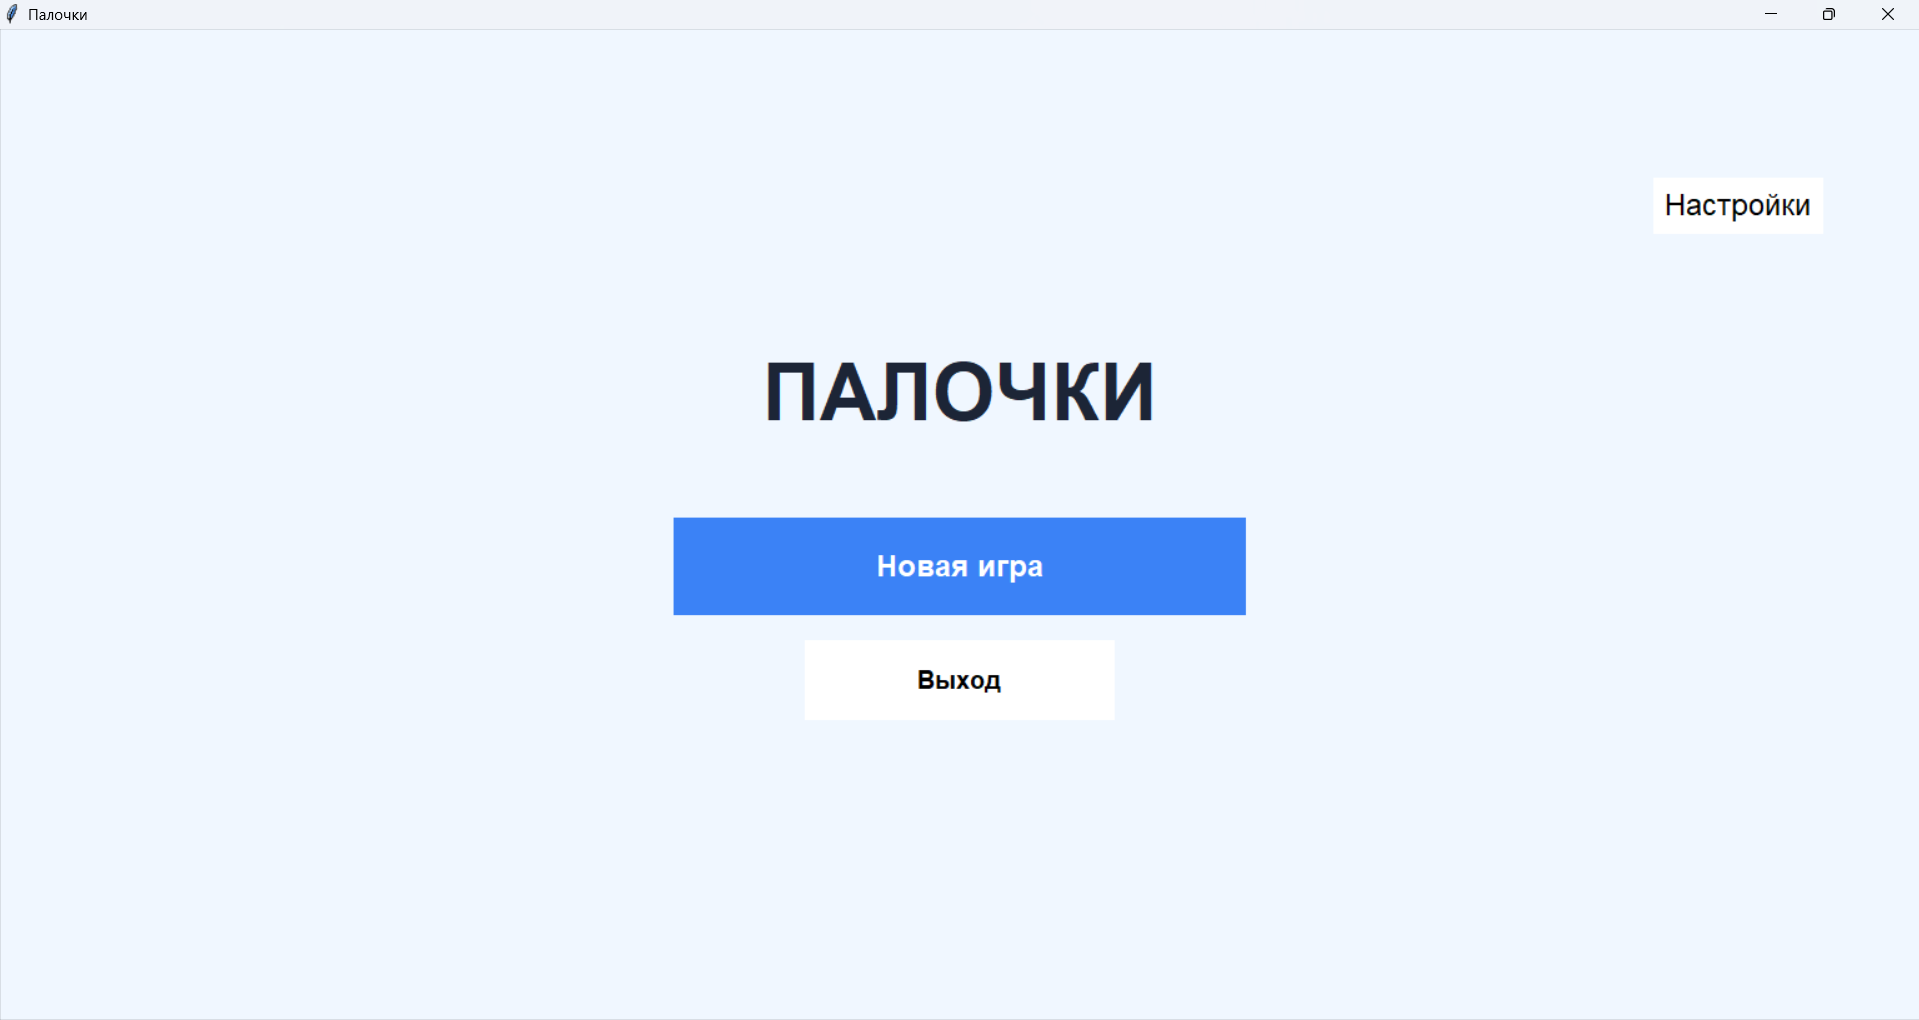 Палочки
Настройки
ПАЛОЧКИ
Новая игра
Выход